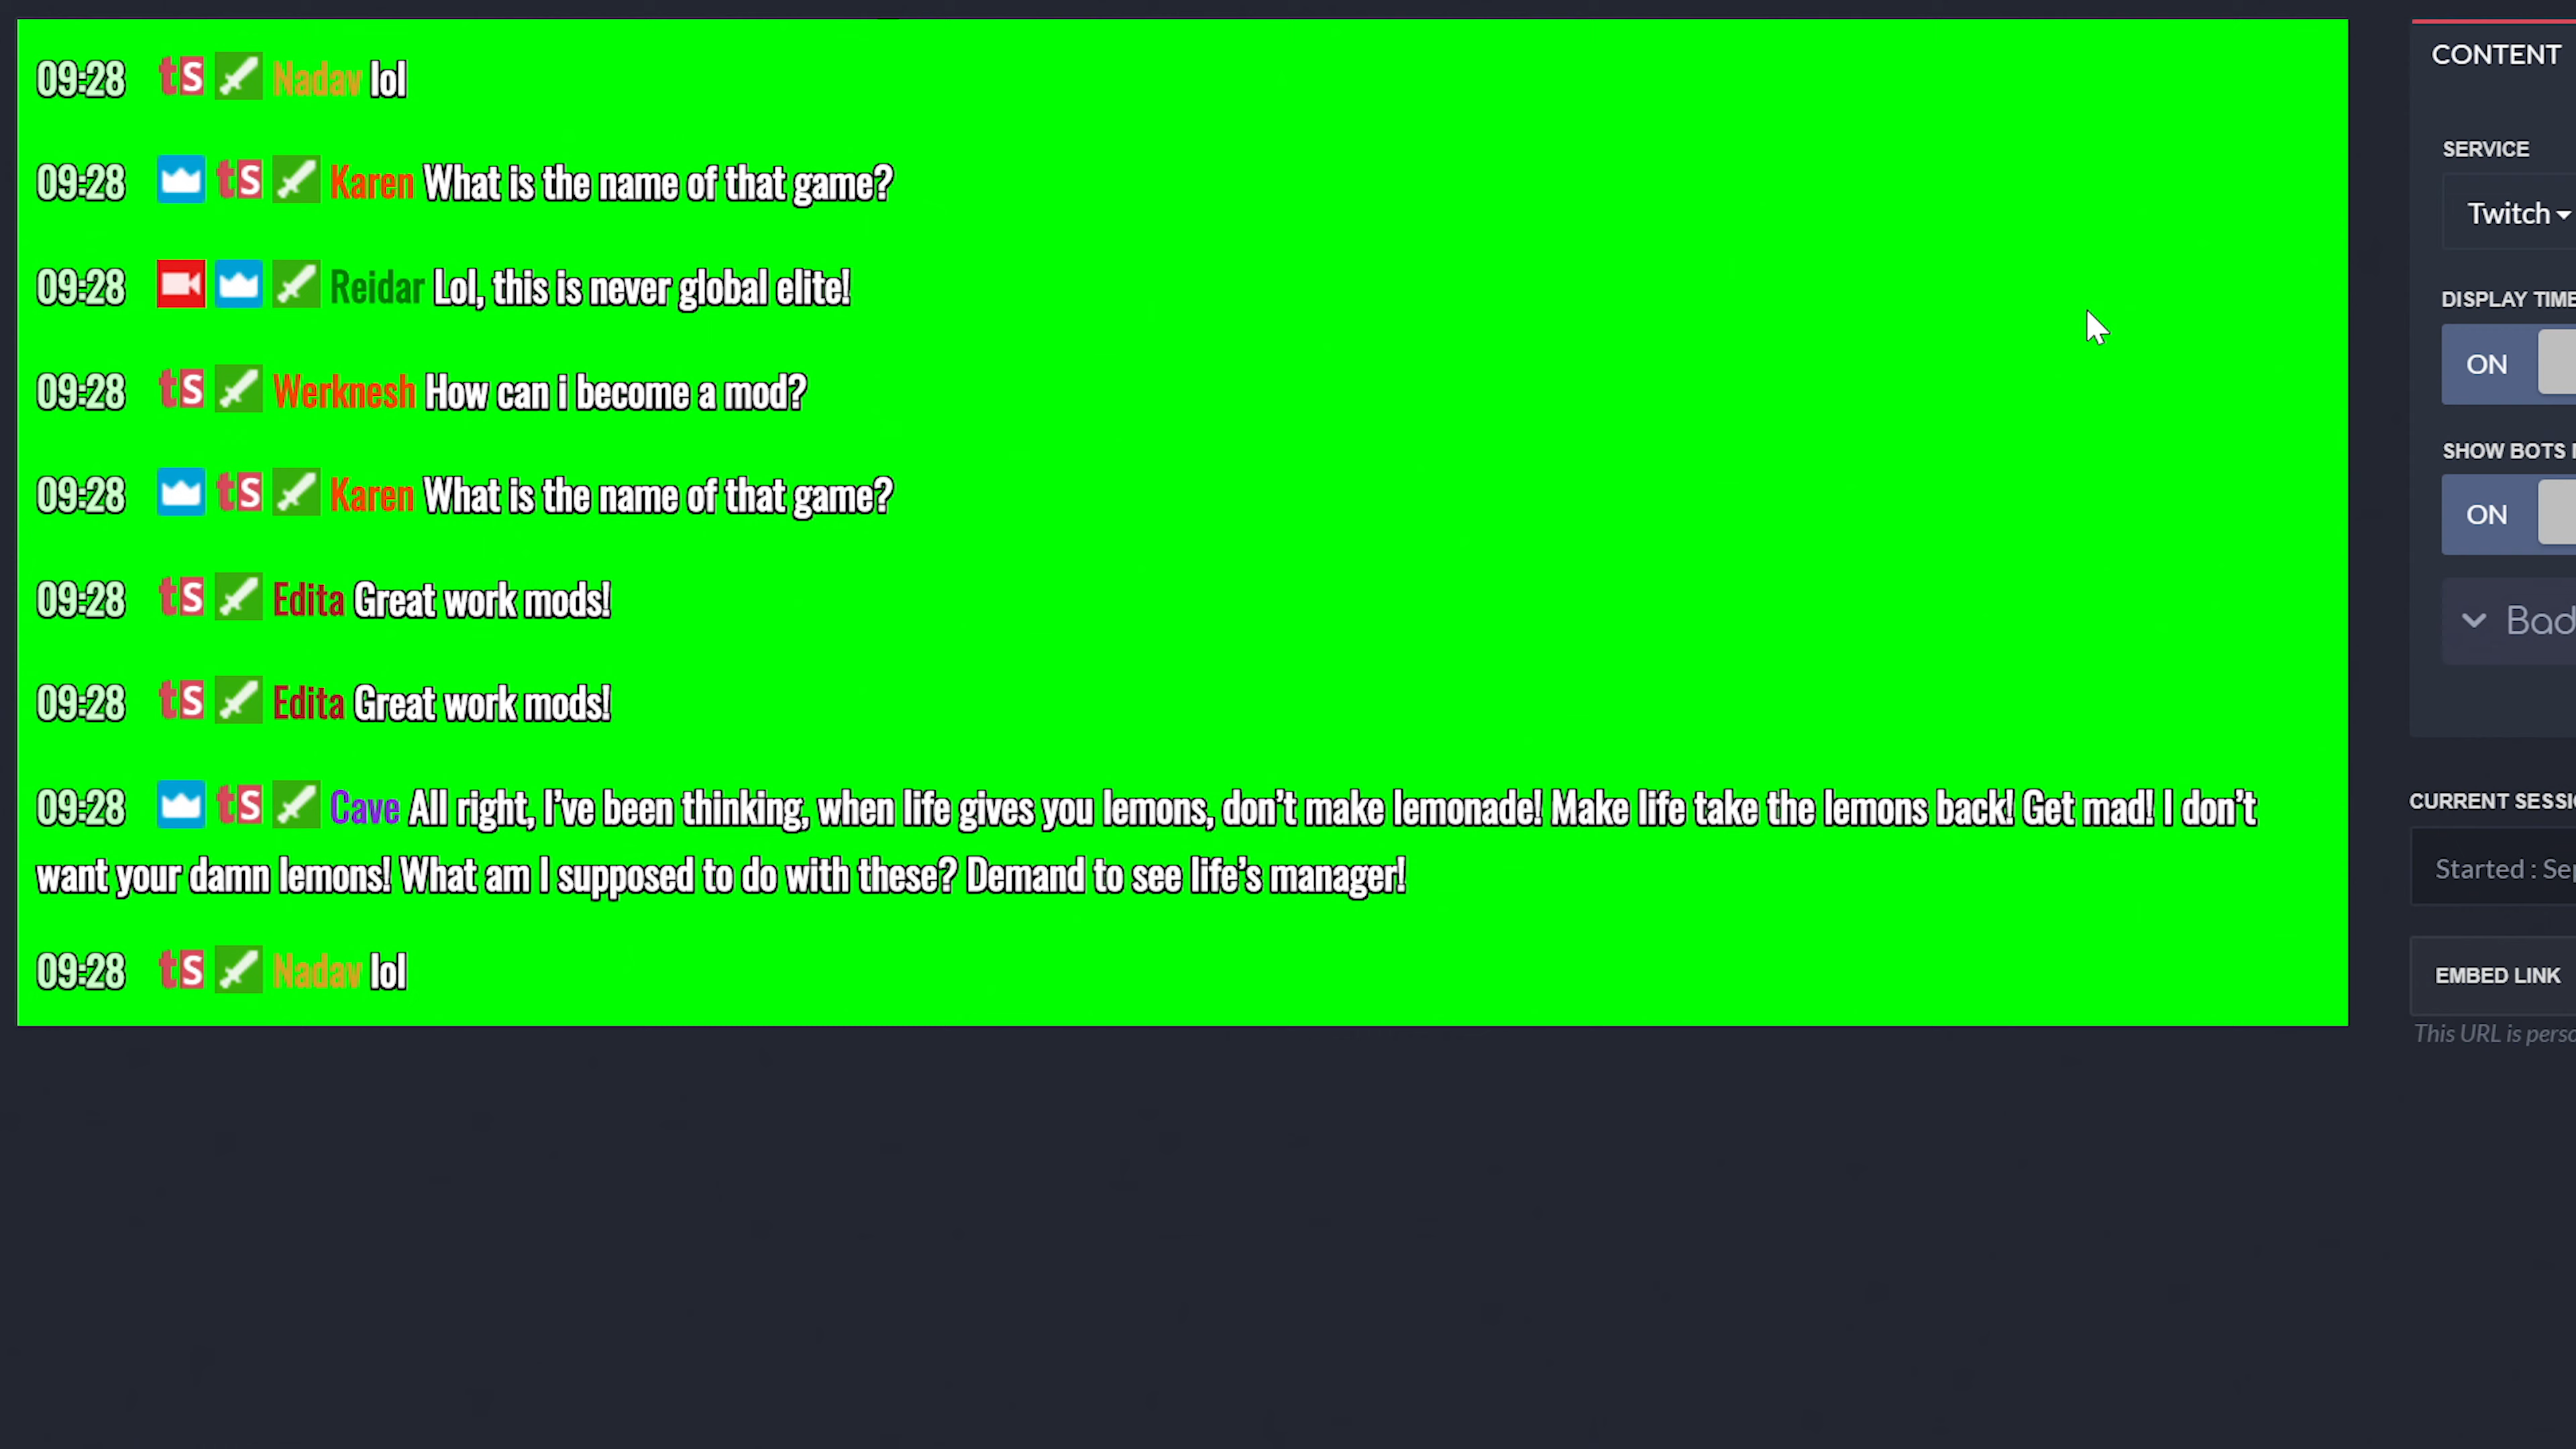 09:28 tS Nadav lol
09:28 tS Karen What is the name of that game?
09:28 Reidar Lol, this is never global elite!
09:28 tS Werknesh How can i become a mod?
09:28 tS Karen What is the name of that game?
09:28 tS Edita Great work mods!
09:28 tS Edita Great work mods!
09:28 tS Cave All right, I've been thinking, when life gives you lemons, don't make lemonade! Make life take the lemons back! Get mad! I don't
want your damn lemons! What am I supposed to do with these? Demand to see life's manager!
09:28 tS Nadav lol
CONTENT
SERVICE
Twitch
DISPLAY TIME
ON
SHOW BOTS
ON
Bad
CURRENT SESSI
Started : Sep
EMBED LINK
This URL is perso